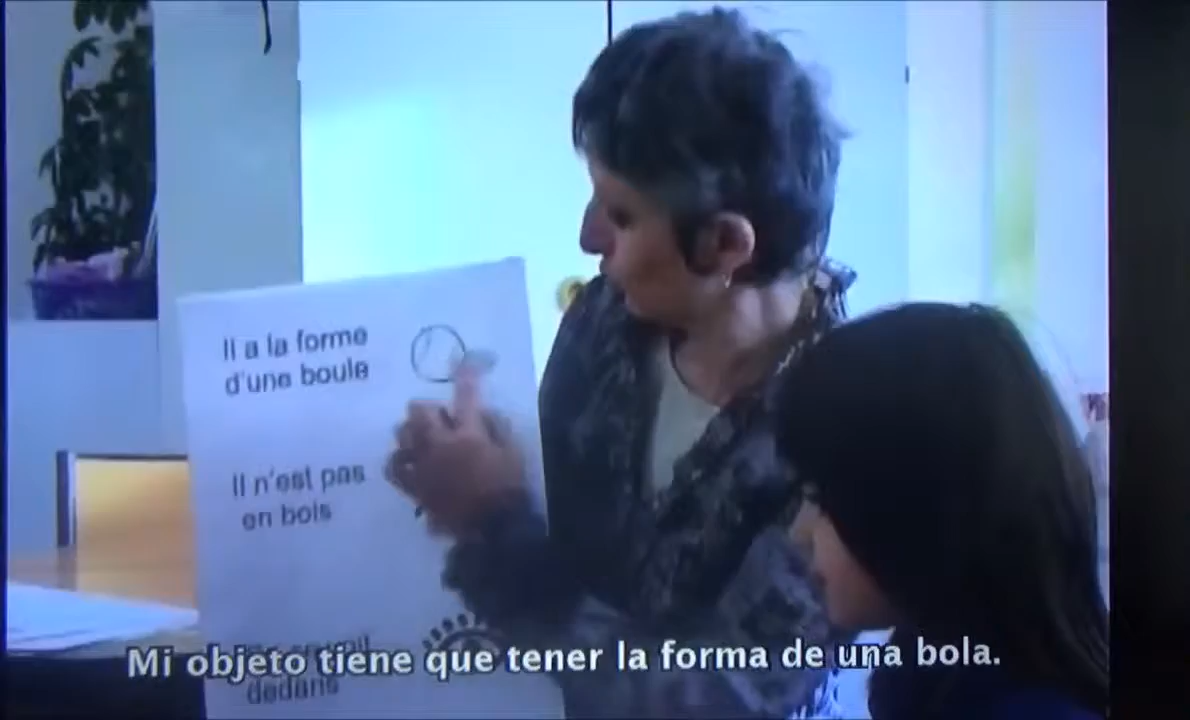 Il a la forme
d'une boule
Il n'est pas
en bois
Mi objeto tiene que tener la forma de una bola.
dedans